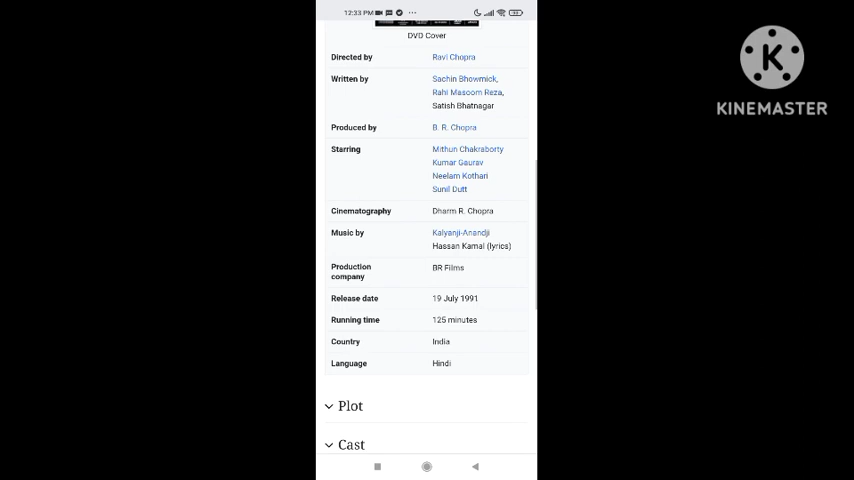 12:33 PM
DVD Cover
Directed by Ravi Chopra
Written by Sachin Bhowmick,
Rahi Masoom Reza,
Satish Bhatnagar
Produced by B. R. Chopra
Starring Mithun Chakraborty
Kumar Gaurav
Neelam Kothari
Sunil Dutt
Cinematography Dharm R. Chopra
Music by Kalyanji-Anandji
Hassan Kamal (lyrics)
Production company BR Films
Release date 19 July 1991
Running time 125 minutes
Country India
Language Hindi
Plot
Cast
K
KINEMASTER